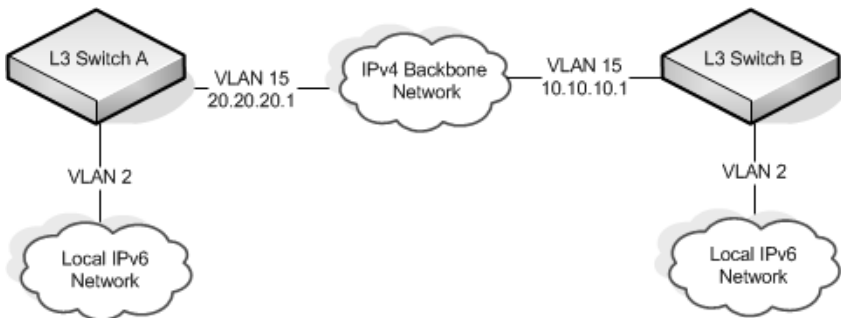 L3 Switch A
VLAN 15
20.20.20.1
IPv4 Backbone
Network
VLAN 15
10.10.10.1
L3 Switch B
VLAN 2
VLAN 2
Local IPv6
Network
Local IPv6
Network